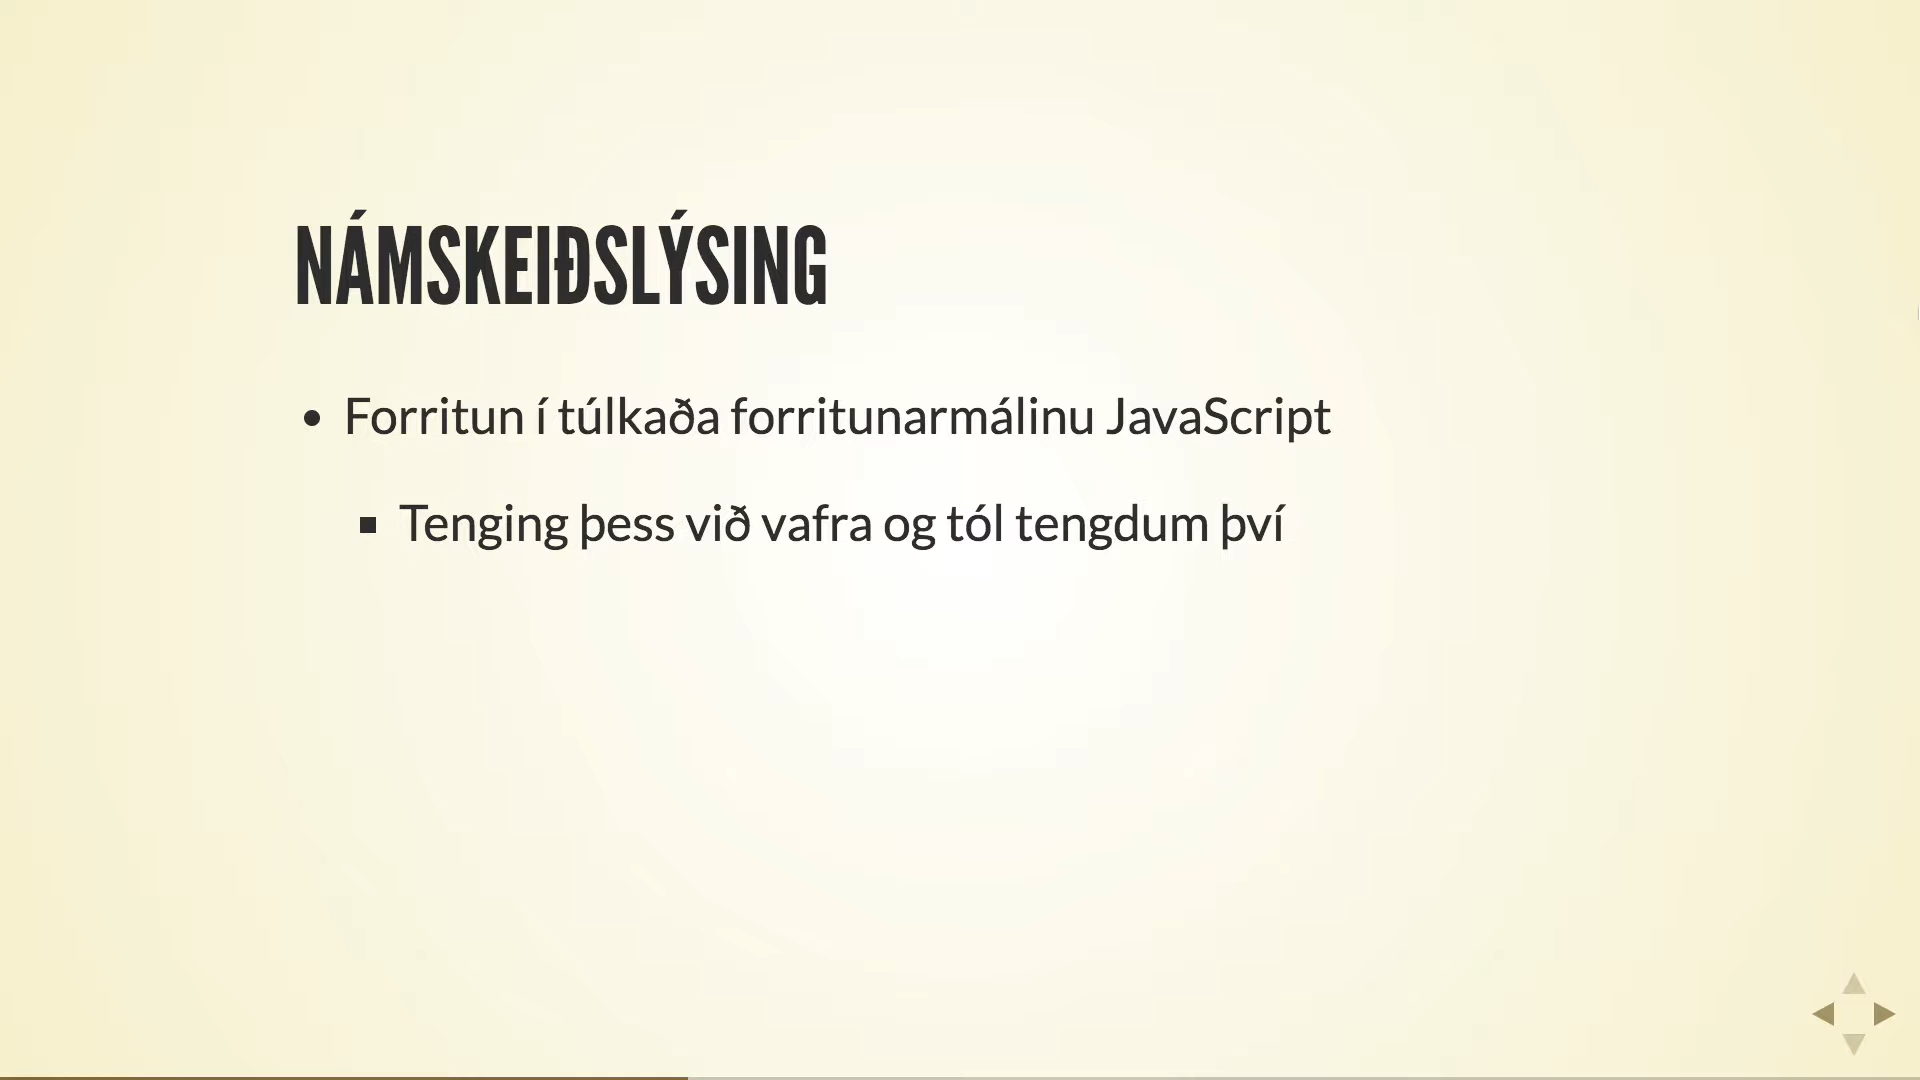 NÁMSKEIÐSLÝSING
Forritun í túlkaða forritunarmálinu JavaScript
Tenging þess við vafra og tól tengdum því